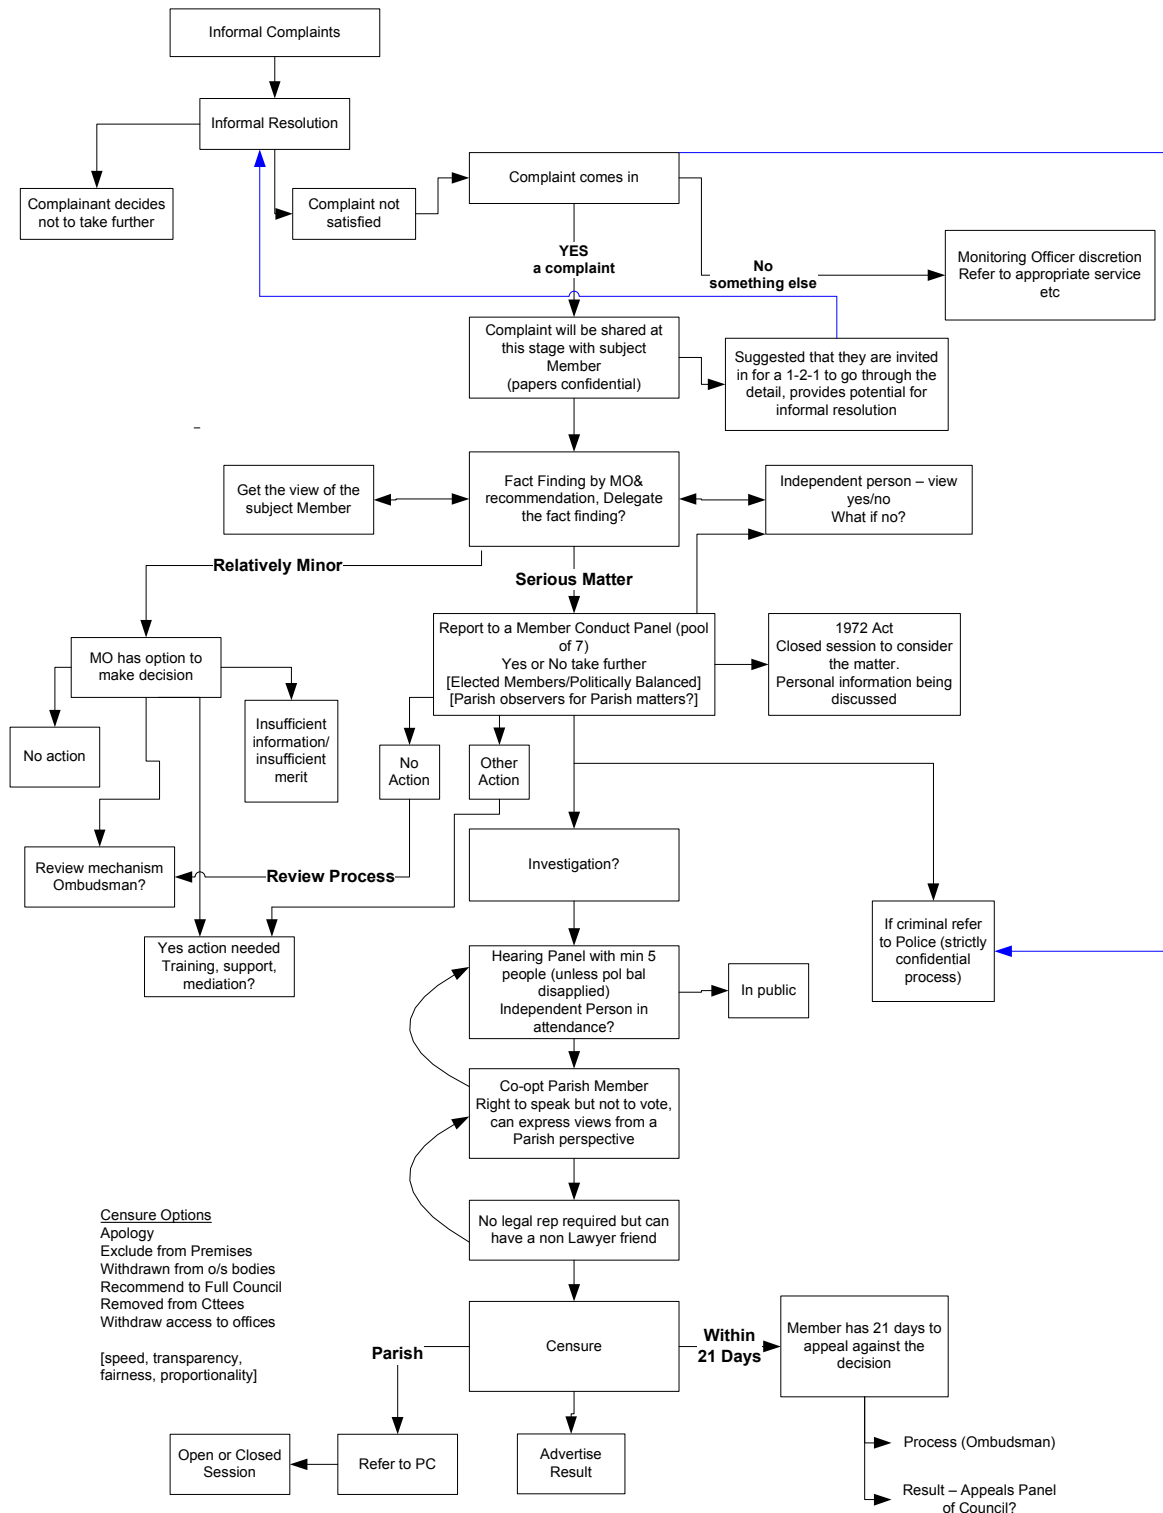 Informal Complaints
Informal Resolution
Complainant decides
not to take further
Complaint not
satisfied
Complaint comes in
YES
a complaint
No
something else
Monitoring Officer discretion
Refer to appropriate service
etc
Complaint will be shared at
this stage with subject
Member
(papers confidential)
Suggested that they are invited
in for a 1-2-1 to go through the
detail, provides potential for
informal resolution
Get the view of the
subject Member
Fact Finding by MO&
recommendation, Delegate
the fact finding?
Independent person – view
yes/no
What if no?
Relatively Minor
Serious Matter
MO has option to
make decision
Report to a Member Conduct Panel (pool
of 7)
Yes or No take further
[Elected Members/Politically Balanced]
[Parish observers for Parish matters?]
1972 Act
Closed session to consider
the matter.
Personal information being
discussed
No action
Insufficient
information/
insufficient
merit
No
Action
Other
Action
Review mechanism
Ombudsman?
Review Process
Investigation?
Yes action needed
Training, support,
mediation?
If criminal refer
to Police (strictly
confidential
process)
Hearing Panel with min 5
people (unless pol bal
disapplied)
Independent Person in
attendance?
In public
Co-opt Parish Member
Right to speak but not to vote,
can express views from a
Parish perspective
No legal rep required but can
have a non Lawyer friend
Censure Options
Apology
Exclude from Premises
Withdrawn from o/s bodies
Recommend to Full Council
Removed from Cttees
Withdraw access to offices
[speed, transparency,
fairness, proportionality]
Censure
Parish
Within
21 Days
Member has 21 days to
appeal against the
decision
Open or Closed
Session
Refer to PC
Advertise
Result
Process (Ombudsman)
Result – Appeals Panel
of Council?